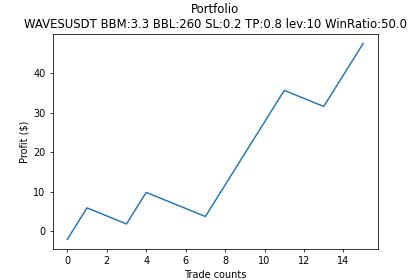 Portfolio
WAVESUSDT BBM:3.3 BBL:260 SL:0.2 TP:0.8 lev:10 WinRatio:50.0
Profit ($)
40
30
20
10
0
0 2 4 6 8 10 12 14
Trade counts